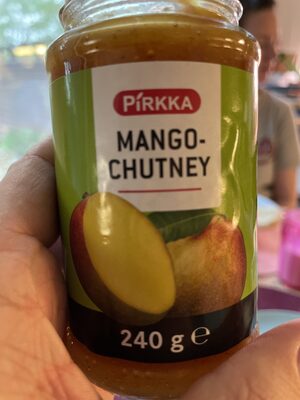 PIRKKA
MANGO-
CHUTNEY
240 g ℮